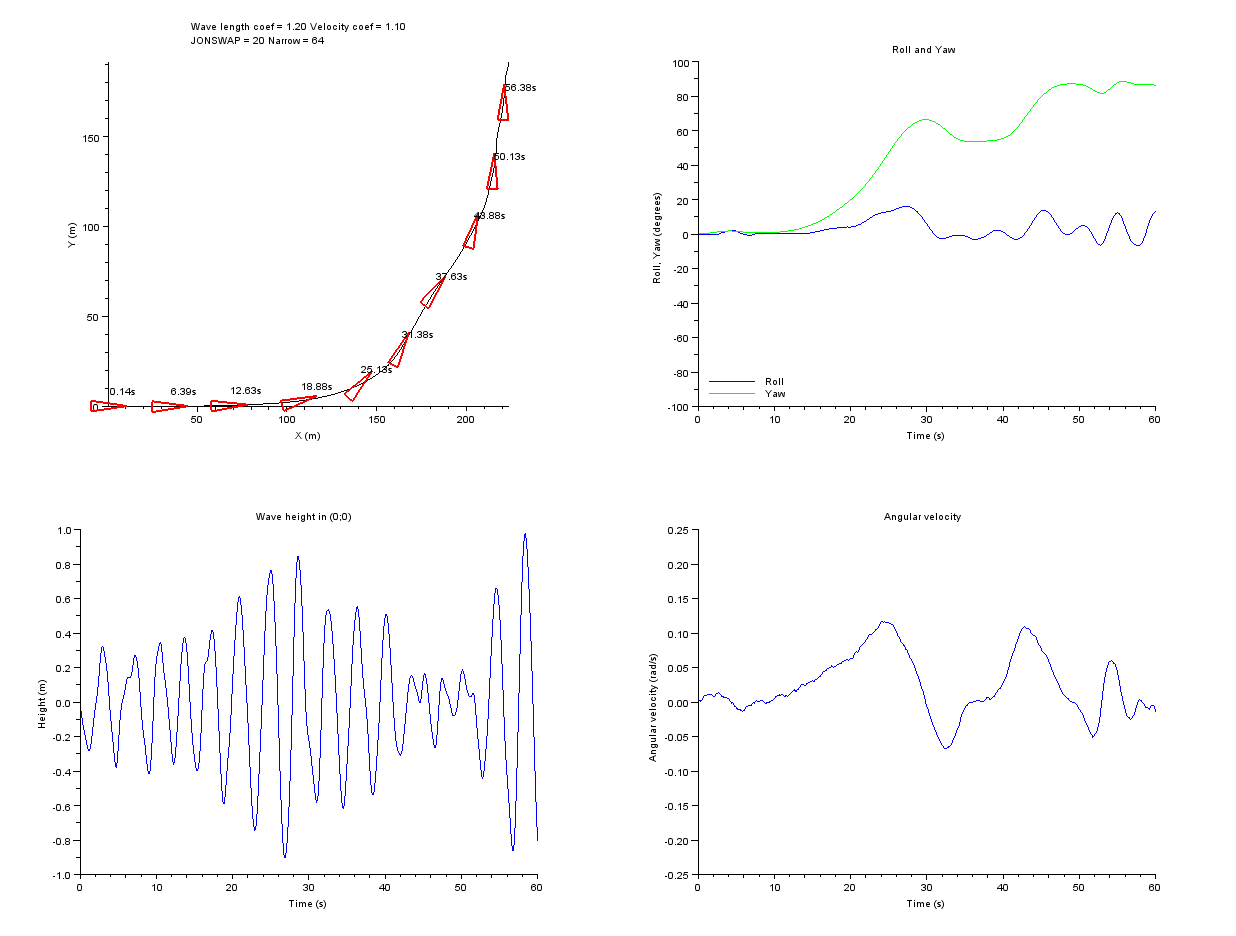 Wave length coef = 1.20 Velocity coef = 1.10
JONSWAP = 20 Narrow = 64
150
100
50
0
Y (m)
56.38s
50.13s
43.88s
37.63s
31.38s
25.13s
18.88s
12.63s
6.39s
0.14s
50 100 150 200
X (m)
Roll and Yaw
100
80
60
40
20
0
-20
-40
-60
-80
-100
Roll, Yaw (degrees)
Roll
Yaw
0 10 20 30 40 50 60
Time (s)
Wave height in (0;0)
1.0
0.8
0.6
0.4
0.2
0.0
-0.2
-0.4
-0.6
-0.8
-1.0
Height (m)
0 10 20 30 40 50 60
Time (s)
Angular velocity
0.25
0.20
0.15
0.10
0.05
0.00
-0.05
-0.10
-0.15
-0.20
-0.25
Angular velocity (rad/s)
0 10 20 30 40 50 60
Time (s)